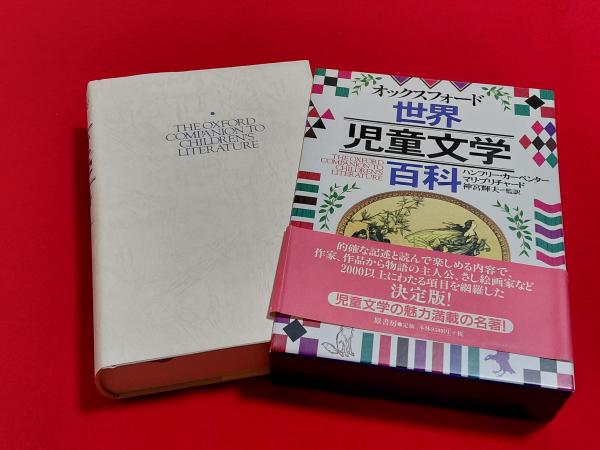 THE OXFORD
COMPANION TO
CHILDREN'S
LITERATURE
オックスフォード
世界
児童文学
百科
THE OXFORD
COMPANION TO
CHILDREN'S
LITERATURE
ハンフリー・カーペンター
マリ・プリチャード
神宮輝夫=監訳
的確な記述と読んで楽しめる内容で、
作家、作品から物語の主人公、さし絵画家など
2000以上にわたる項目を網羅した
決定版!
児童文学の魅力満載の名著!
原書房●定価